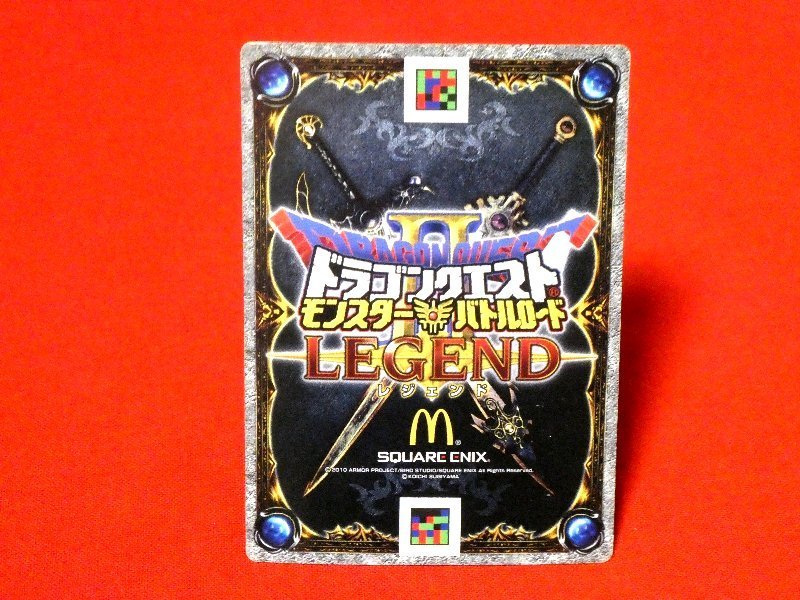 II
DRAGON QUEST
ドラゴンクエスト®
モンスターバトルロード
LEGEND
レジェンド
®
SQUARE ENIX.
© 2010 ARMOR PROJECT/BIRD STUDIO/SQUARE ENIX All Rights Reserved.
© KOICHI SUGIYAMA